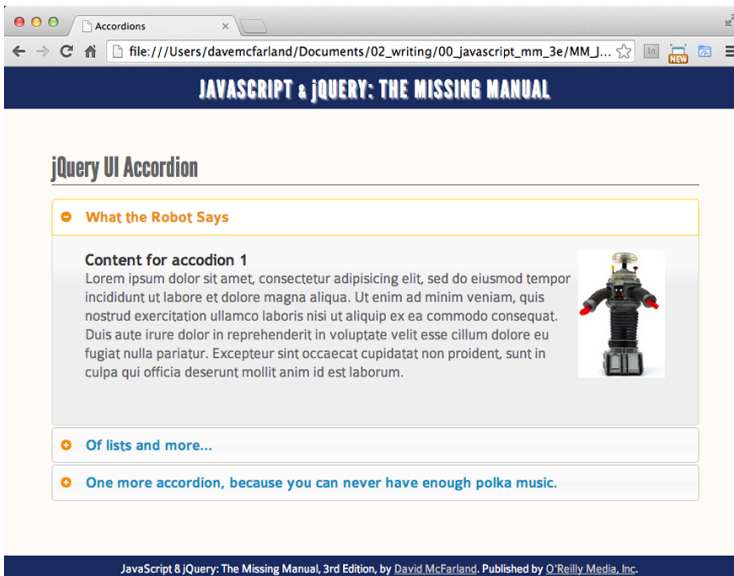 Accordions
file:///Users/davemcfarland/Documents/02_writing/00_javascript_mm_3e/MM_J...
In
NEW
JAVASCRIPT & jQUERY: THE MISSING MANUAL
jQuery UI Accordion
What the Robot Says
Content for accodion 1
Lorem ipsum dolor sit amet, consectetur adipisicing elit, sed do eiusmod tempor
incididunt ut labore et dolore magna aliqua. Ut enim ad minim veniam, quis
nostrud exercitation ullamco laboris nisi ut aliquip ex ea commodo consequat.
Duis aute irure dolor in reprehenderit in voluptate velit esse cillum dolore eu
fugiat nulla pariatur. Excepteur sint occaecat cupidatat non proident, sunt in
culpa qui officia deserunt mollit anim id est laborum.
Of lists and more...
One more accordion, because you can never have enough polka music.
JavaScript & jQuery: The Missing Manual, 3rd Edition, by David McFarland. Published by O'Reilly Media, Inc.